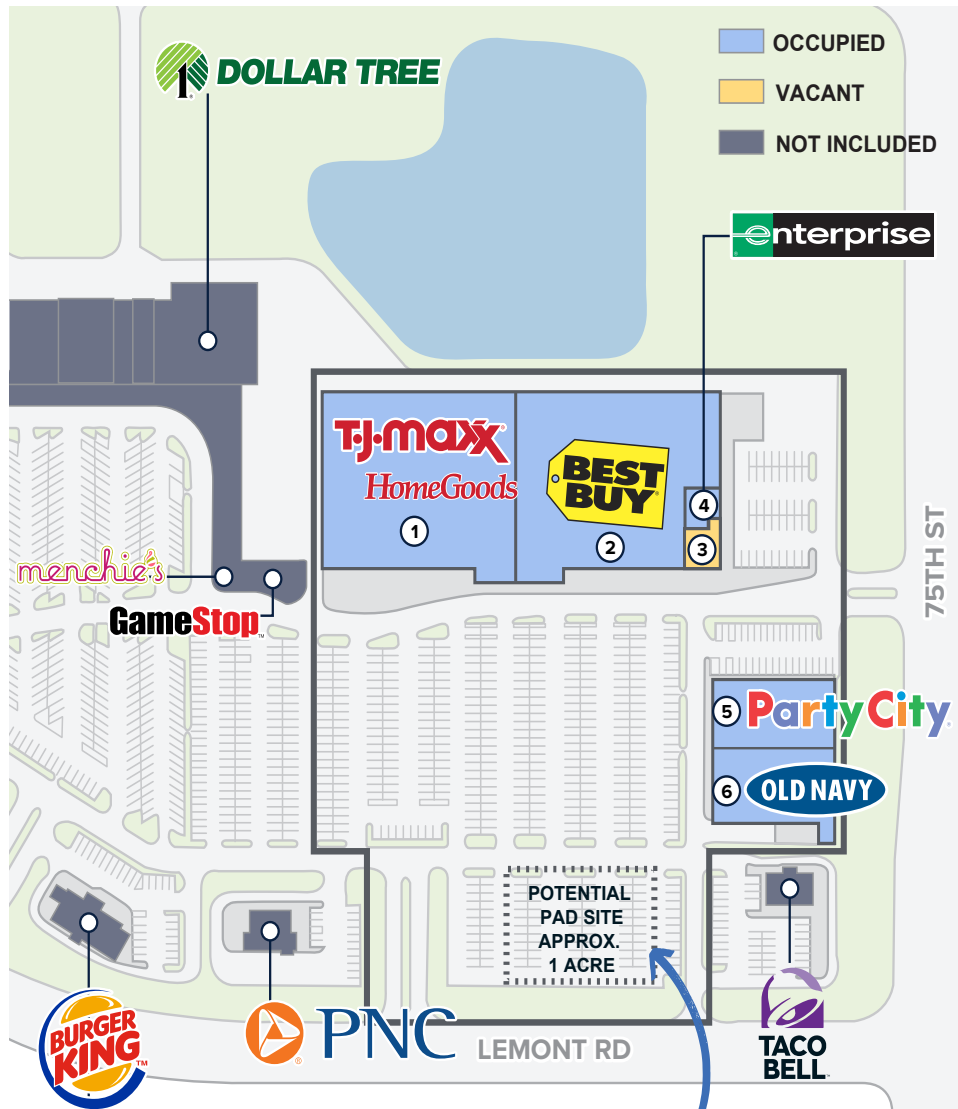 OCCUPIED
DOLLAR TREE
VACANT
NOT INCLUDED
enterprise
T·J·maxx
HomeGoods
BEST
BUY
1
2
4
3
menchie's
GameStop
75TH ST
5 Party City
6 OLD NAVY
POTENTIAL
PAD SITE
APPROX.
1 ACRE
BURGER
KING™
PNC
LEMONT RD
TACO
BELL